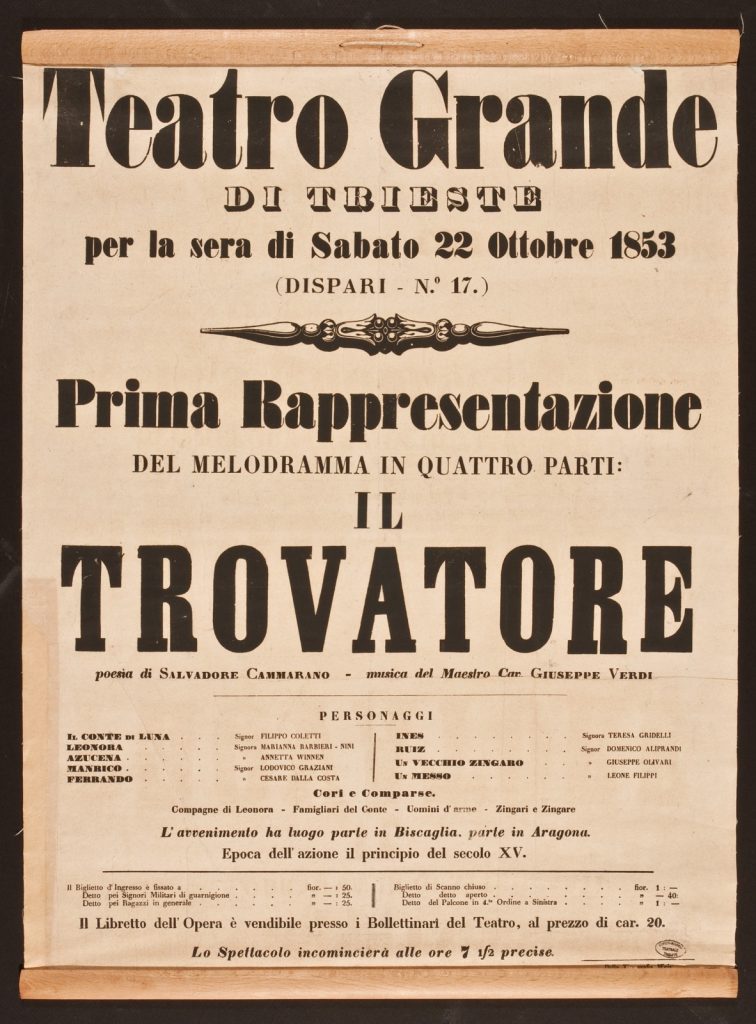 Teatro Grande
DI TRIESTE
per la sera di Sabato 22 Ottobre 1853
(DISPARI - N.º 17.)
Prima Rappresentazione
DEL MELODRAMMA IN QUATTRO PARTI:
IL
TROVATORE
poesia di SALVADORE CAMMARANO - musica del Maestro Cav. GIUSEPPE VERDI
PERSONAGGI
IL CONTE DI LUNA . . . . Signor FILIPPO COLETTI
LEONORA . . . . . . . Signora MARIANNA BARBIERI - NINI
AZUCENA . . . . . . . " ANNETTA WINNEN
MANRICO . . . . . . . Signor LODOVICO GRAZIANI
FERRANDO . . . . . . " CESARE DALLA COSTA
INES . . . . . . . . Signora TERESA GRIDELLI
RUIZ . . . . . . . . Signor DOMENICO ALIPRANDI
UN VECCHIO ZINGARO . . . " GIUSEPPE OLIVARI
UN MESSO . . . . . . . " LEONE FILIPPI
Cori e Comparse.
Compagne di Leonora - Famigliari del Conte - Uomini d'arme - Zingari e Zingare
L'avvenimento ha luogo parte in Biscaglia, parte in Aragona.
Epoca dell'azione il principio del secolo XV.
Il Biglietto d'Ingresso è fissato a . . . . . . . fior. — : 50.
Detto pei Signori Militari di guarnigione . . . . . " — : 25.
Detto pei Ragazzi in generale . . . . . . . " — : 25.
Biglietto di Scanno chiuso . . . . . . . . fior. 1 : —
Detto detto aperto . . . . . . . . " — 40:
Detto del Palcone in 4.º Ordine a Sinistra . . . . " 1 : —
Il Libretto dell'Opera è vendibile presso i Bollettinari del Teatro, al prezzo di car. 20.
Lo Spettacolo incomincierà alle ore 7 1/2 precise.